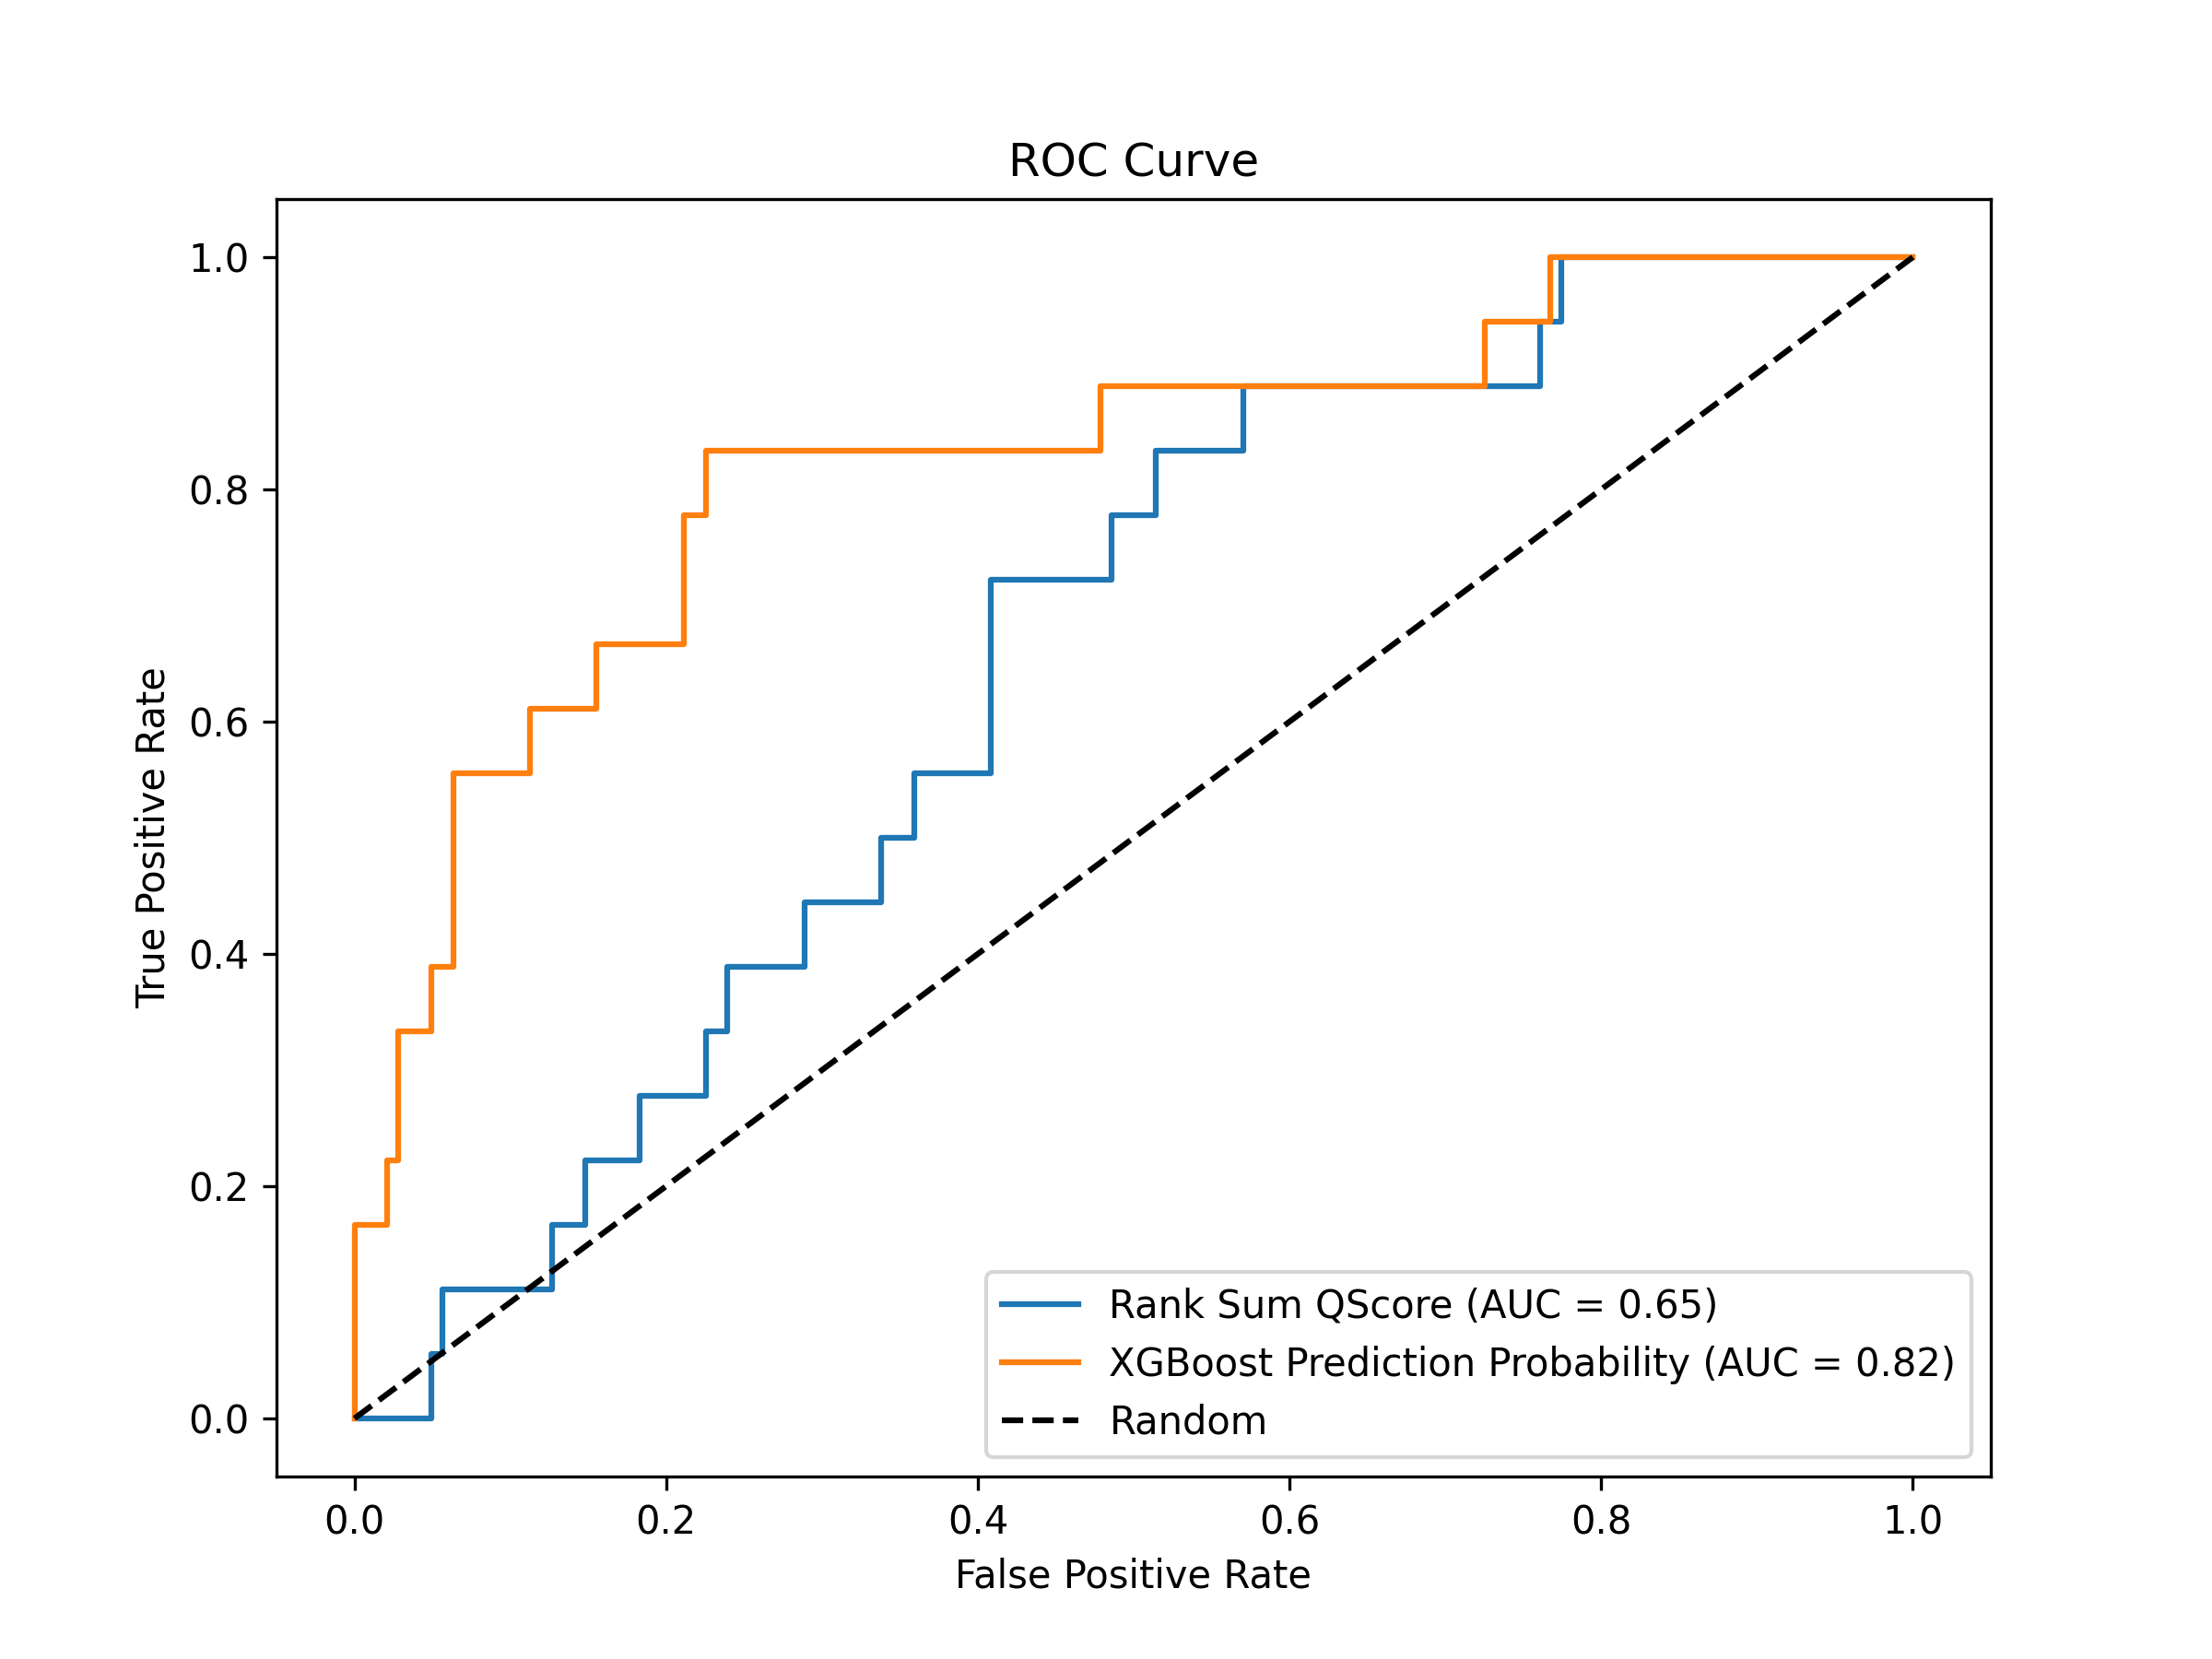 ROC Curve
1.0
0.8
0.6
0.4
0.2
0.0
True Positive Rate
Rank Sum QScore (AUC = 0.65)
XGBoost Prediction Probability (AUC = 0.82)
Random
0.0 0.2 0.4 0.6 0.8 1.0
False Positive Rate